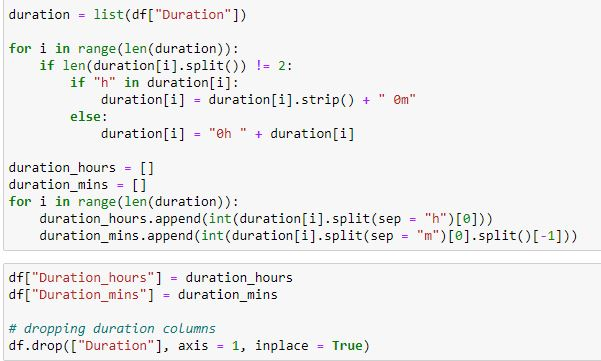 duration = list(df["Duration"])
for i in range(len(duration)):
    if len(duration[i].split()) != 2:
        if "h" in duration[i]:
            duration[i] = duration[i].strip() + " 0m"
        else:
            duration[i] = "0h " + duration[i]
duration_hours = []
duration_mins = []
for i in range(len(duration)):
    duration_hours.append(int(duration[i].split(sep = "h")[0]))
    duration_mins.append(int(duration[i].split(sep = "m")[0].split()[-1]))
df["Duration_hours"] = duration_hours
df["Duration_mins"] = duration_mins
# dropping duration columns
df.drop(["Duration"], axis = 1, inplace = True)